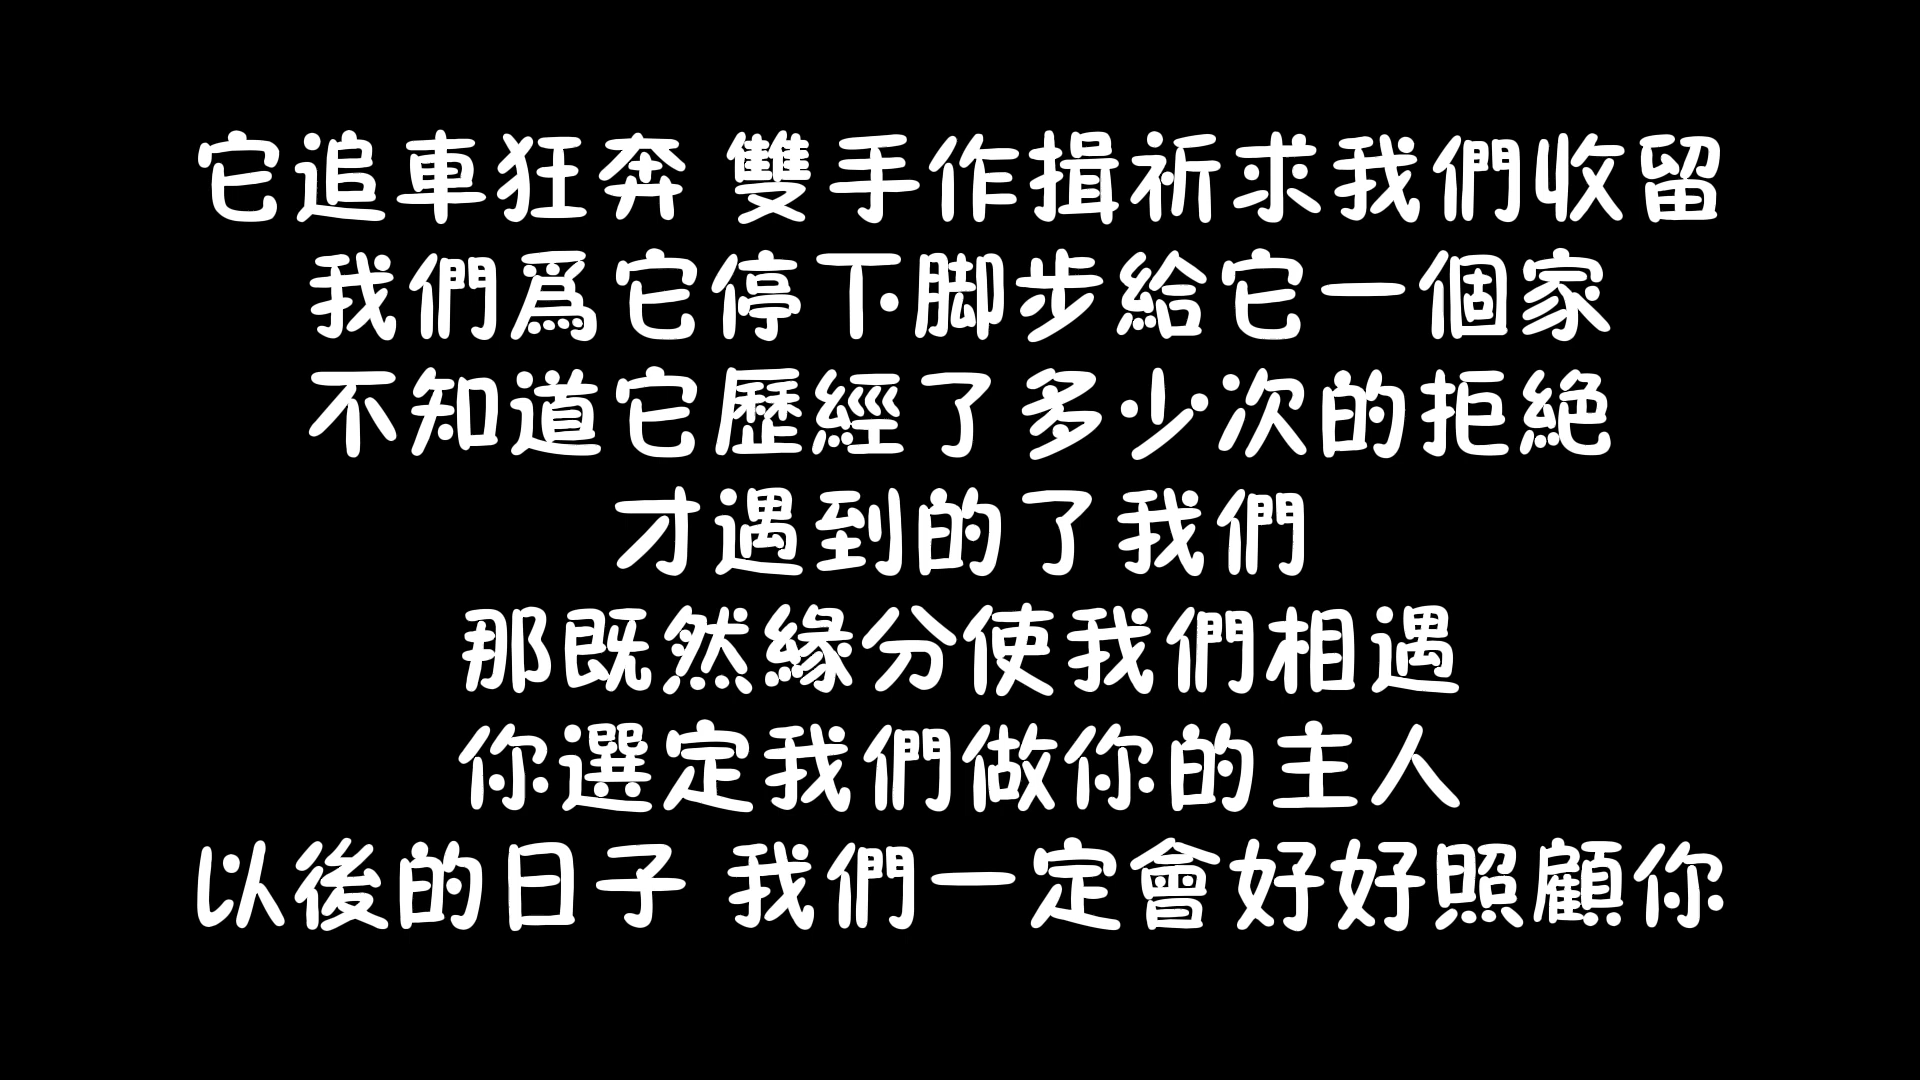 它追車狂奔 雙手作揖祈求我們收留
我們爲它停下脚步給它一個家
不知道它歷經了多少次的拒絕
才遇到的了我們
那既然緣分使我們相遇
你選定我們做你的主人
以後的日子 我們一定會好好照顧你